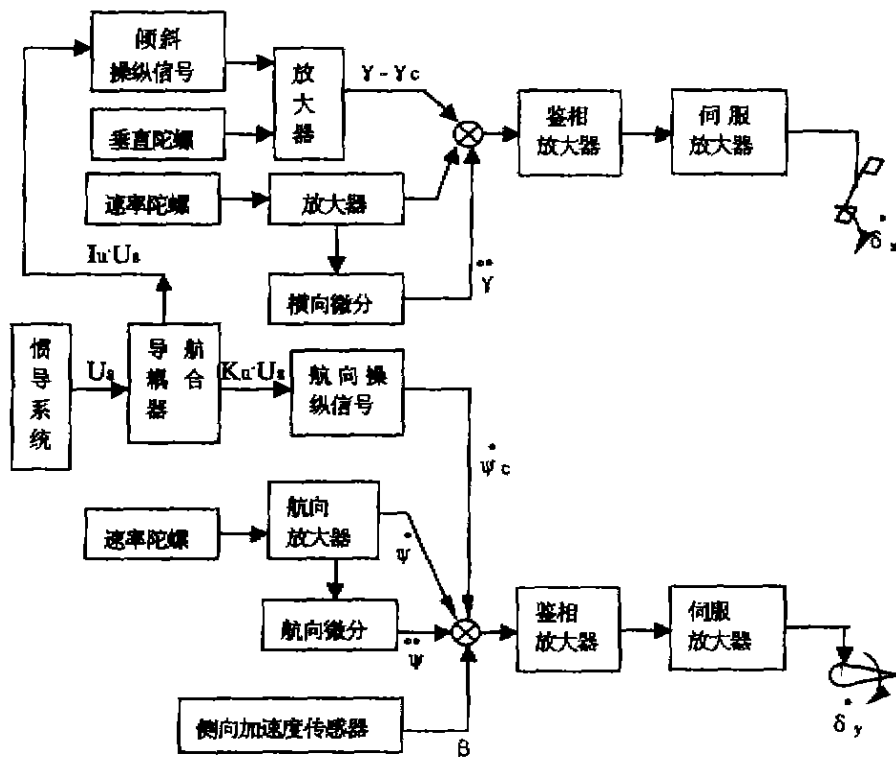 倾斜
操纵信号
放大器
γ - γc
垂直陀螺
鉴相
放大器
伺服
放大器
速率陀螺
放大器
δ̇x
Iu·Us
横向微分
γ̈
惯导系统
Us
导航耦合器
Ku·Us
航向操
纵信号
ψ̇c
速率陀螺
航向
放大器
ψ̇
鉴相
放大器
伺服
放大器
航向微分
ψ̈
侧向加速度传感器
β
δ̇y